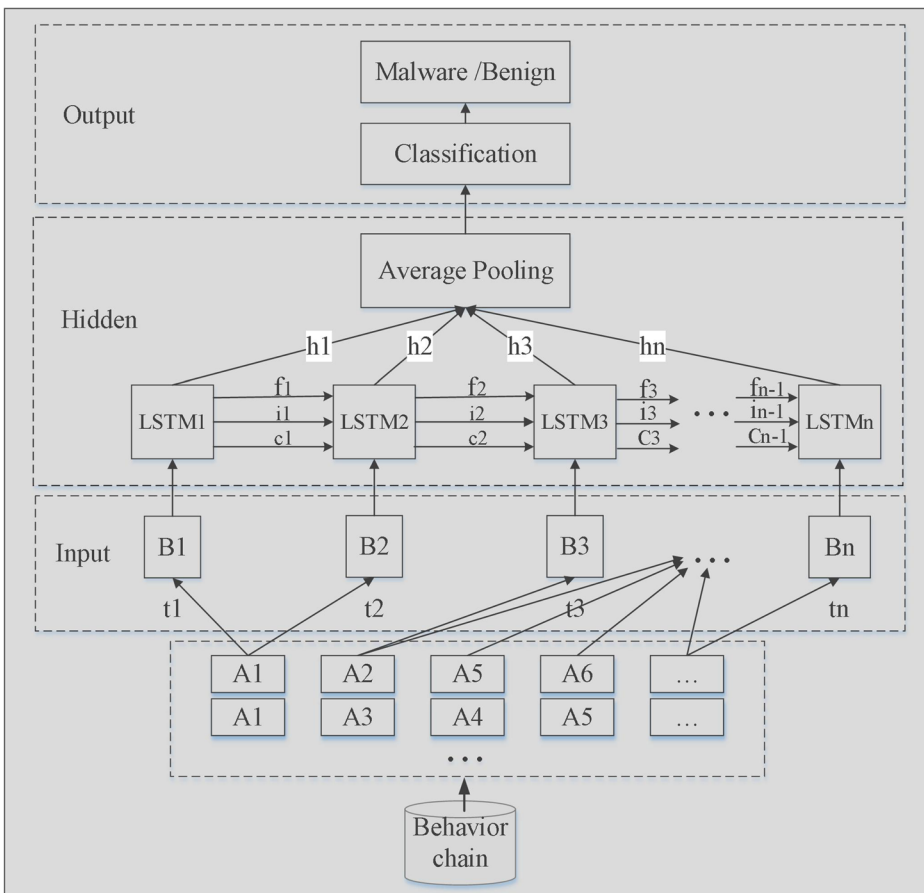 Malware /Benign
Output
Classification
Average Pooling
Hidden
h1 h2 h3 hn
f1 f2 f3 fn-1
LSTM1 i1 LSTM2 i2 LSTM3 i3 ... in-1 LSTMn
c1 c2 C3 Cn-1
Input B1 B2 B3 ... Bn
t1 t2 t3 tn
A1 A2 A5 A6 ...
A1 A3 A4 A5 ...
...
Behavior
chain